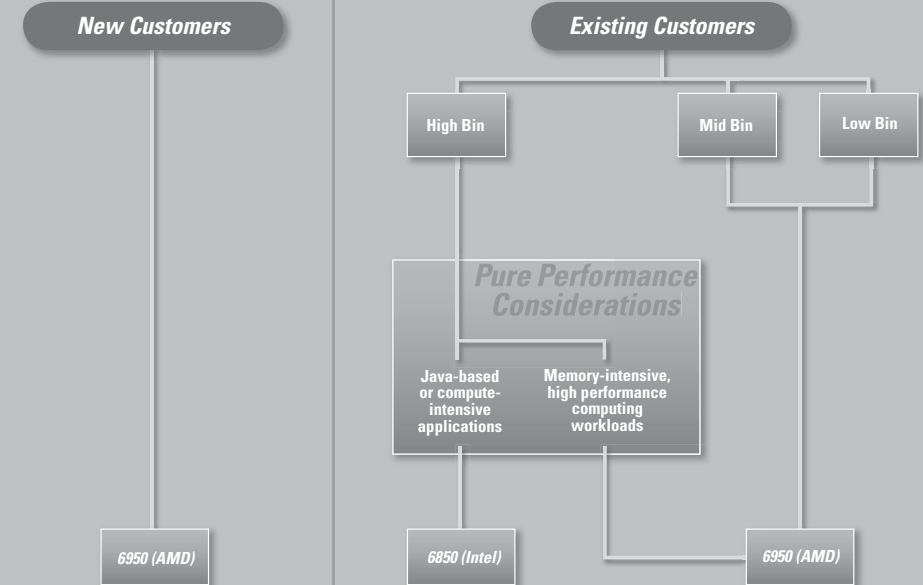 New Customers
Existing Customers
High Bin
Mid Bin
Low Bin
Pure Performance
Considerations
Java-based
or compute-
intensive
applications
Memory-intensive,
high performance
computing
workloads
6950 (AMD)
6850 (Intel)
6950 (AMD)